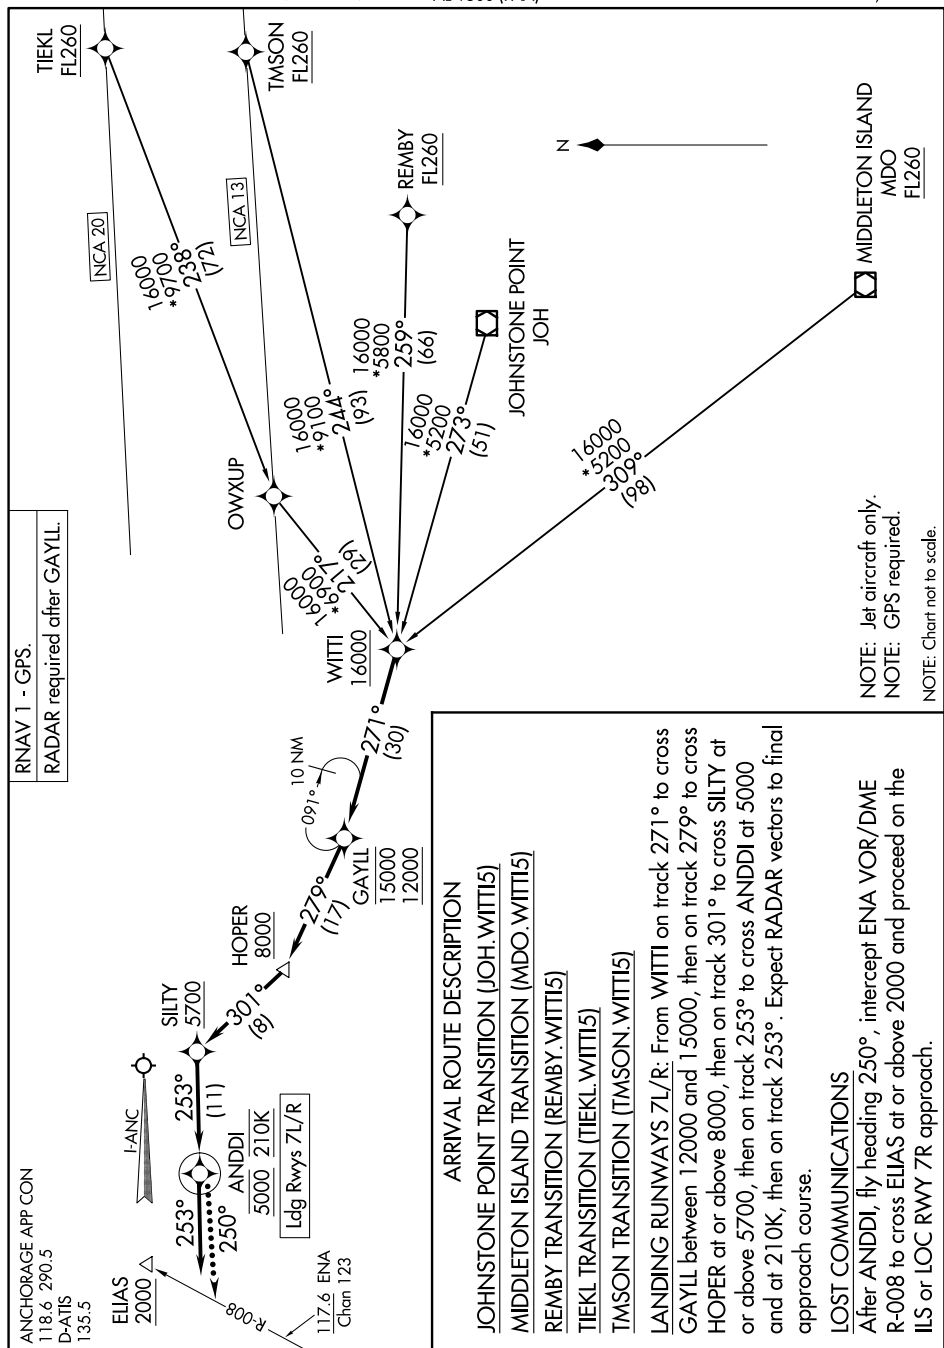 RNAV 1 - GPS.
RADAR required after GAYLL.
ANCHORAGE APP CON
118.6 290.5
D-ATIS
135.5
TIEKL
FL260
TMSON
FL260
NCA 20
NCA 13
16000
*9700
238°
(72)
REMBY
FL260
N
MIDDLETON ISLAND
MDO
FL260
JOHNSTONE POINT
JOH
16000
*9100
244°
(93)
16000
*5800
259°
(66)
16000
*5200
273°
(51)
16000
*5200
309°
(98)
OWXUP
16000
*6900
217°
(29)
WITTI
16000
271°
(30)
10 NM
091°
GAYLL
15000
12000
279°
(17)
HOPER
8000
301°
(8)
SILTY
5700
I-ANC
253°
(11)
ANDDI
5000 210K
Ldg Rwys 7L/R
253°
250°
ELIAS
2000
R-008
117.6 ENA
Chan 123
NOTE: Jet aircraft only.
NOTE: GPS required.
NOTE: Chart not to scale.
ARRIVAL ROUTE DESCRIPTION
JOHNSTONE POINT TRANSITION (JOH.WITTI5)
MIDDLETON ISLAND TRANSITION (MDO.WITTI5)
REMBY TRANSITION (REMBY.WITTI5)
TIEKL TRANSITION (TIEKL.WITTI5)
TMSON TRANSITION (TMSON.WITTI5)
LANDING RUNWAYS 7L/R: From WITTI on track 271° to cross
GAYLL between 12000 and 15000, then on track 279° to cross
HOPER at or above 8000, then on track 301° to cross SILTY at
or above 5700, then on track 253° to cross ANDDI at 5000
and at 210K, then on track 253°. Expect RADAR vectors to final
approach course.
LOST COMMUNICATIONS
After ANDDI, fly heading 250°, intercept ENA VOR/DME
R-008 to cross ELIAS at or above 2000 and proceed on the
ILS or LOC RWY 7R approach.